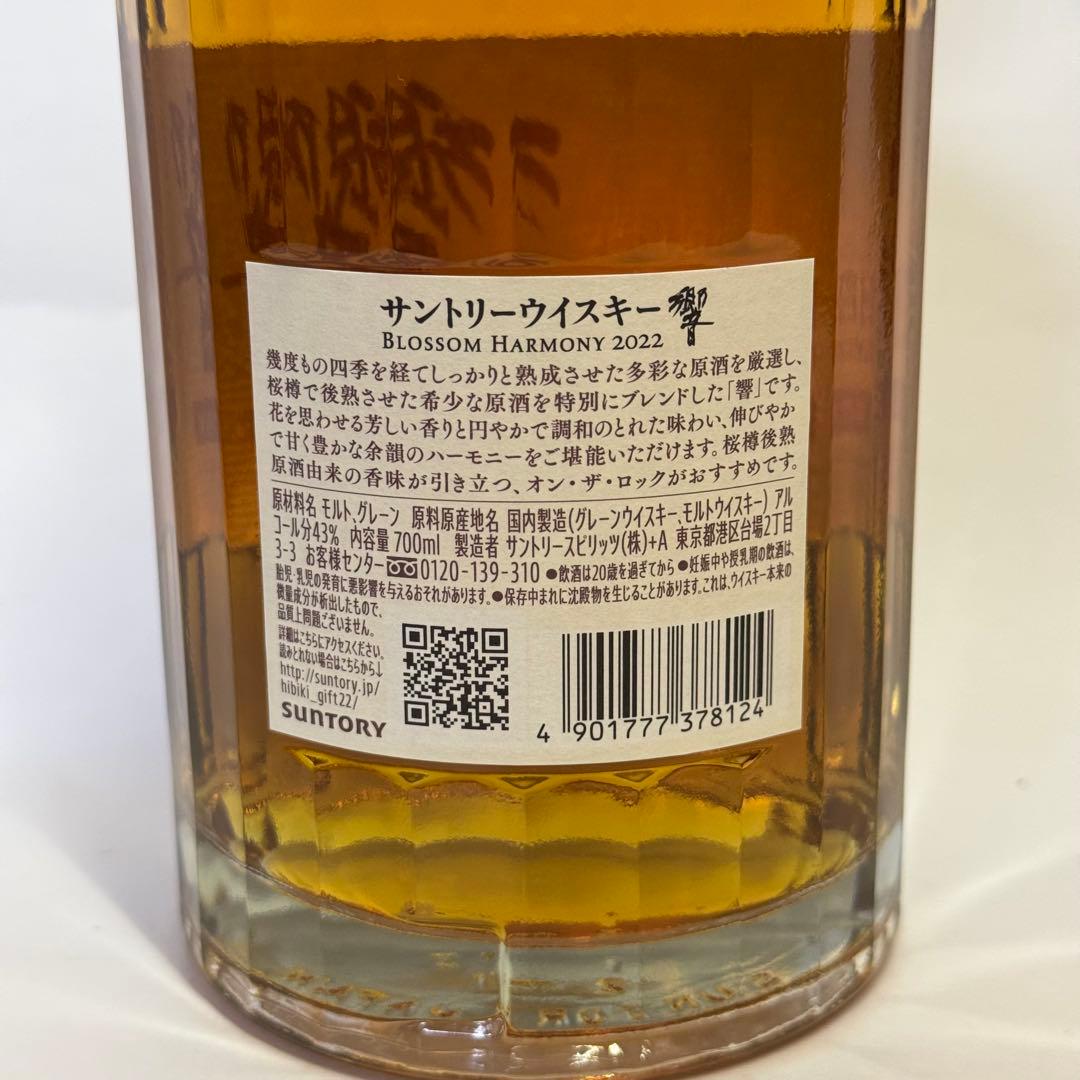 サントリーウイスキー 響
BLOSSOM HARMONY 2022
幾度もの四季を経てしっかりと熟成させた多彩な原酒を厳選し、
桜樽で後熟させた希少な原酒を特別にブレンドした「響」です。
花を思わせる芳しい香りと円やかで調和のとれた味わい、伸びやか
で甘く豊かな余韻のハーモニーをご堪能いただけます。桜樽後熟
原酒由来の香味が引き立つ、オン・ザ・ロックがおすすめです。
原材料名 モルト、グレーン 原料原産地名 国内製造(グレーンウイスキー、モルトウイスキー) アル
コール分43% 内容量 700ml 製造者 サントリースピリッツ(株)+A 東京都港区台場2丁目
3-3 お客様センター 0120-139-310 ●飲酒は20歳を過ぎてから ●妊娠中や授乳期の飲酒は、
胎児・乳児の発育に悪影響を与えるおそれがあります。●保存中まれに沈殿物を生じることがあります。これは、ウイスキー本来の
微量成分が析出したもので、
品質上問題ございません。
詳細はこちらにアクセスください。
読みとれない場合はこちらから↓
http://suntory.jp/
hibiki_gift22/
SUNTORY
4 901777 378124